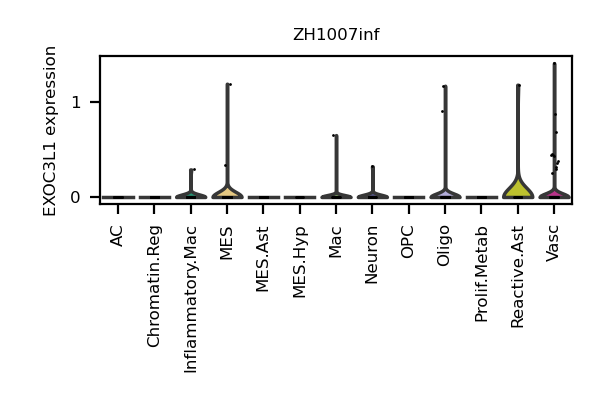 ZH1007inf
EXOC3L1 expression
1
0
AC
Chromatin.Reg
Inflammatory.Mac
MES
MES.Ast
MES.Hyp
Mac
Neuron
OPC
Oligo
Prolif.Metab
Reactive.Ast
Vasc